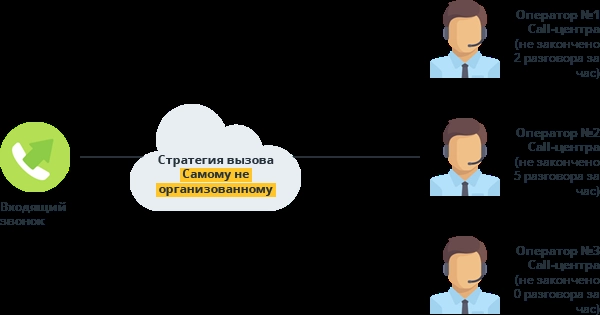 Оператор №1
Call-центра
(не закончено
2 разговора за
час)
Стратегия вызова
Самому не
организованному
Входящий
звонок
Оператор №2
Call-центра
(не закончено
5 разговора за
час)
Оператор №3
Call-центра
(не закончено
0 разговора за
час)